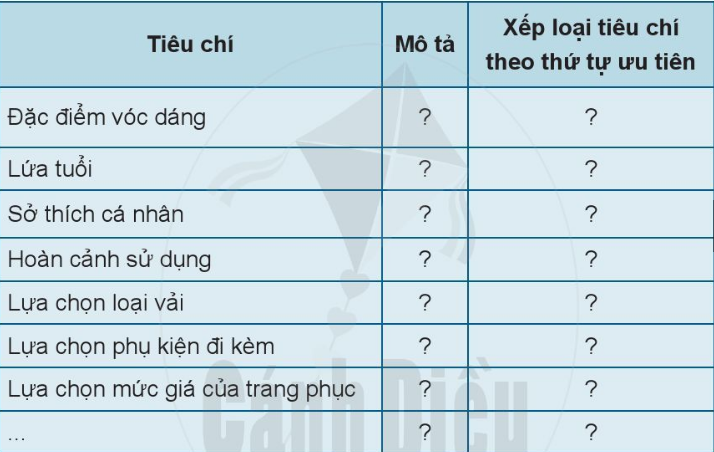 Tiêu chí Mô tả Xếp loại tiêu chí
theo thứ tự ưu tiên
Đặc điểm vóc dáng ? ?
Lứa tuổi ? ?
Sở thích cá nhân ? ?
Hoàn cảnh sử dụng ? ?
Lựa chọn loại vải ? ?
Lựa chọn phụ kiện đi kèm ? ?
Lựa chọn mức giá của trang phục ? ?
... ? ?
Cánh Diều